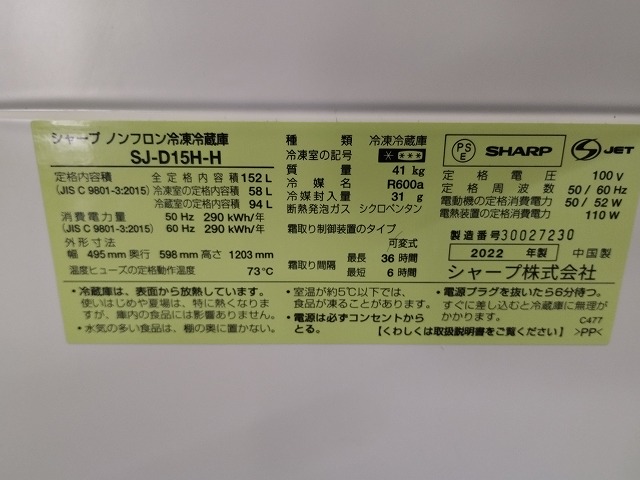 シャープ ノンフロン冷凍冷蔵庫
SJ-D15H-H
定格内容積 全定格内容積 152 L
(JIS C 9801-3:2015) 冷凍室の定格内容積 58 L
冷蔵室の定格内容積 94 L
消費電力量 50 Hz 290 kWh/年
(JIS C 9801-3:2015) 60 Hz 290 kWh/年
外形寸法
幅 495 mm 奥行 598 mm 高さ 1203 mm
温度ヒューズの定格動作温度 73℃
種類 冷凍冷蔵庫
冷凍室の記号
質量 41 kg
冷媒名 R600a
冷媒封入量 31 g
断熱発泡ガス シクロペンタン
霜取り制御装置のタイプ
可変式
霜取り間隔 最長 36 時間
最短 6 時間
PSE SHARP JET
定格電圧 100 V
定格周波数 50 / 60 Hz
電動機の定格消費電力 50 / 52 W
電熱装置の定格消費電力 110 W
製造番号 30027230
2022 年製 中国製
シャープ株式会社
・冷蔵庫は、表面から放熱しています。
使いはじめや夏場は、特に熱くなりま
すが、庫内の食品には影響ありません。
・水気の多い食品は、棚の奥に置かない。
・室温が約5℃以下では、
食品が凍ることがあります。
・電源は必ずコンセントから
とる。
・電源プラグを抜いたら6分待つ。
すぐに差し込むと冷蔵庫に無理が
かかります。 C477
【くわしくは取扱説明書をご覧ください】 >PP<